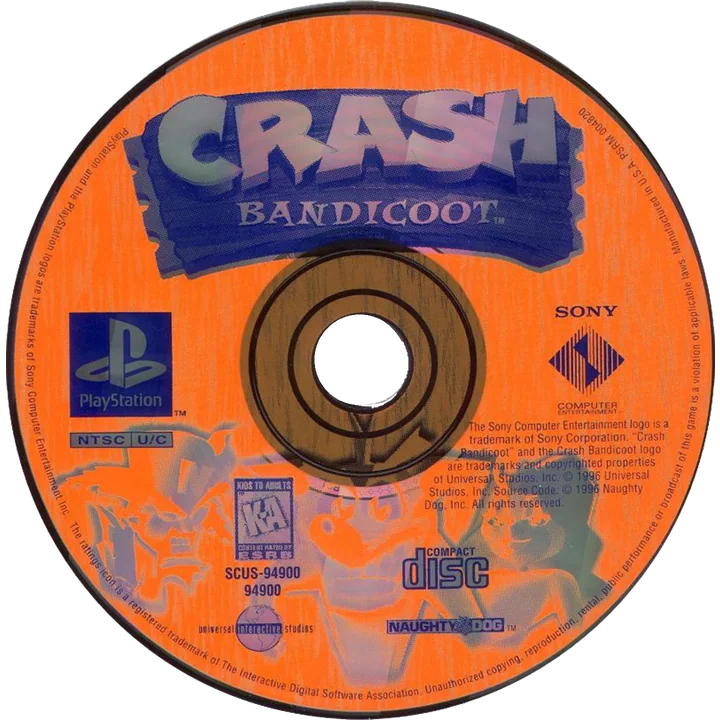 CRASH
BANDICOOT™
PlayStation
™
NTSC U/C
SONY
COMPUTER
ENTERTAINMENT
The Sony Computer Entertainment logo is a
trademark of Sony Corporation. "Crash
Bandicoot" and the Crash Bandicoot logo
are trademarks and copyrighted properties
of Universal Studios, Inc. © 1996 Universal
Studios, Inc. Source Code: © 1996 Naughty
Dog, Inc. All rights reserved.
KIDS TO ADULTS
KA
CONTENT RATED BY
ESRB
SCUS-94900
94900
universal interactive studios
COMPACT
disc
NAUGHTY DOG™
PlayStation and the PlayStation logos are trademarks of Sony Computer Entertainment Inc. The ratings icon is a registered trademark of The Interactive Digital Software Association. Unauthorized copying, reproduction, rental, public performance or broadcast of this game is a violation of applicable laws. Manufactured in U.S.A. PSRM 004820